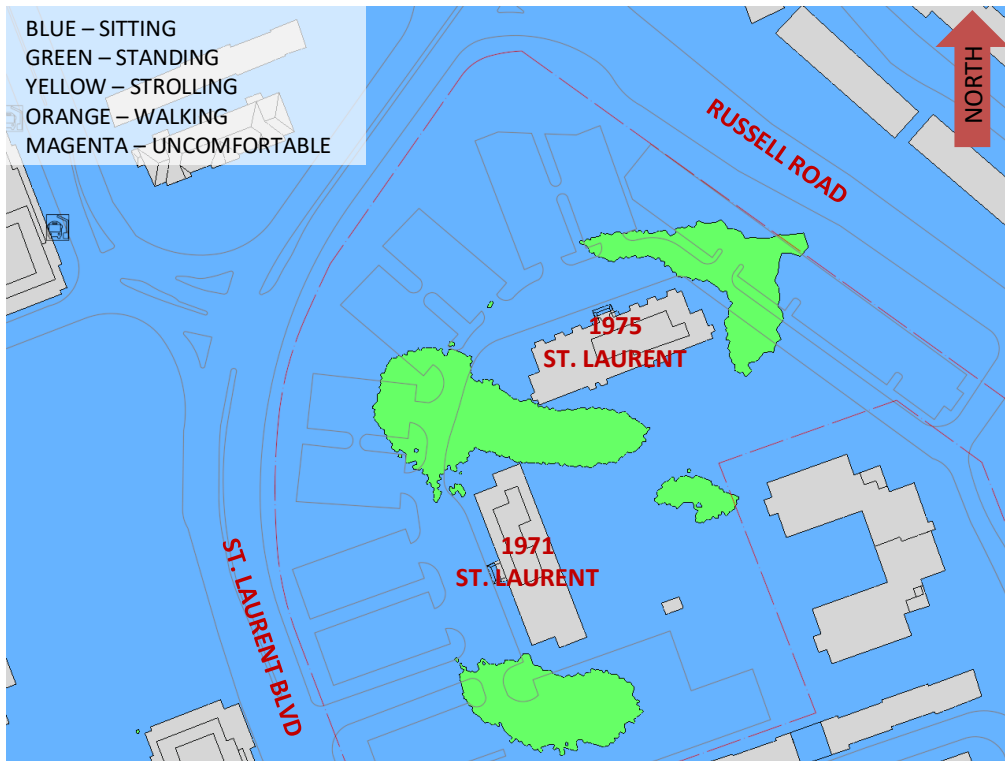 BLUE – SITTING
GREEN – STANDING
YELLOW – STROLLING
ORANGE – WALKING
MAGENTA – UNCOMFORTABLE
NORTH
RUSSELL ROAD
1975
ST. LAURENT
1971
ST. LAURENT
ST. LAURENT BLVD